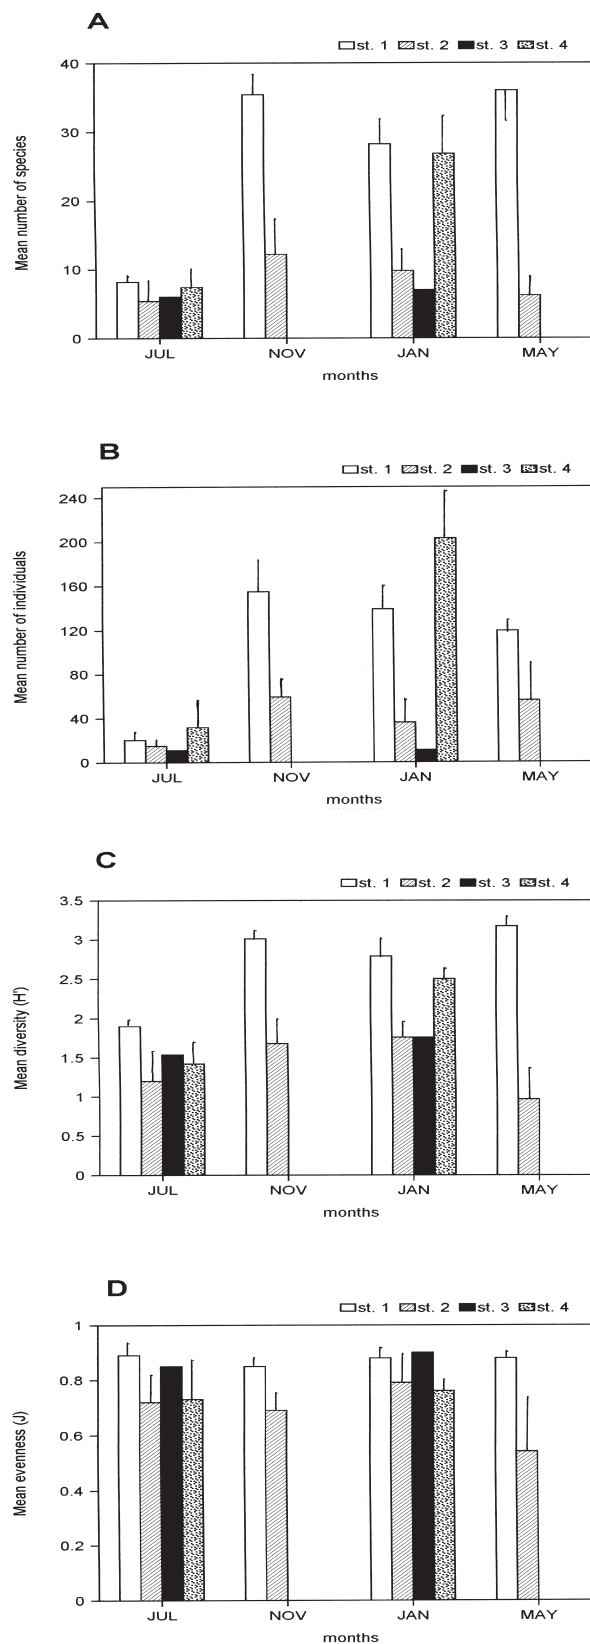 A
st. 1 st. 2 st. 3 st. 4
Mean number of species
40
30
20
10
0
JUL NOV JAN MAY
months
B
st. 1 st. 2 st. 3 st. 4
Mean number of individuals
240
200
160
120
80
40
0
JUL NOV JAN MAY
months
C
st. 1 st. 2 st. 3 st. 4
Mean diversity (H')
3.5
3
2.5
2
1.5
1
0.5
0
JUL NOV JAN MAY
months
D
st. 1 st. 2 st. 3 st. 4
Mean evenness (J)
1
0.8
0.6
0.4
0.2
0
JUL NOV JAN MAY
months